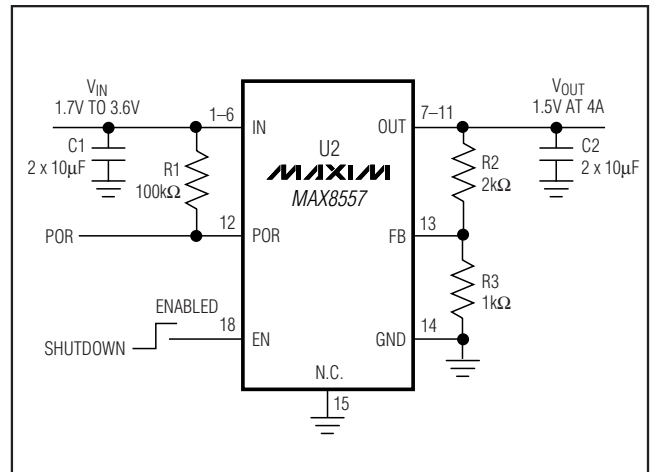 VIN
1.7V TO 3.6V
C1
2 x 10µF
R1
100kΩ
POR
ENABLED
SHUTDOWN
1–6
IN
12
POR
18
EN
U2
MAXIM
MAX8557
N.C.
15
OUT
7–11
FB
13
GND
14
VOUT
1.5V AT 4A
R2
2kΩ
C2
2 x 10µF
R3
1kΩ